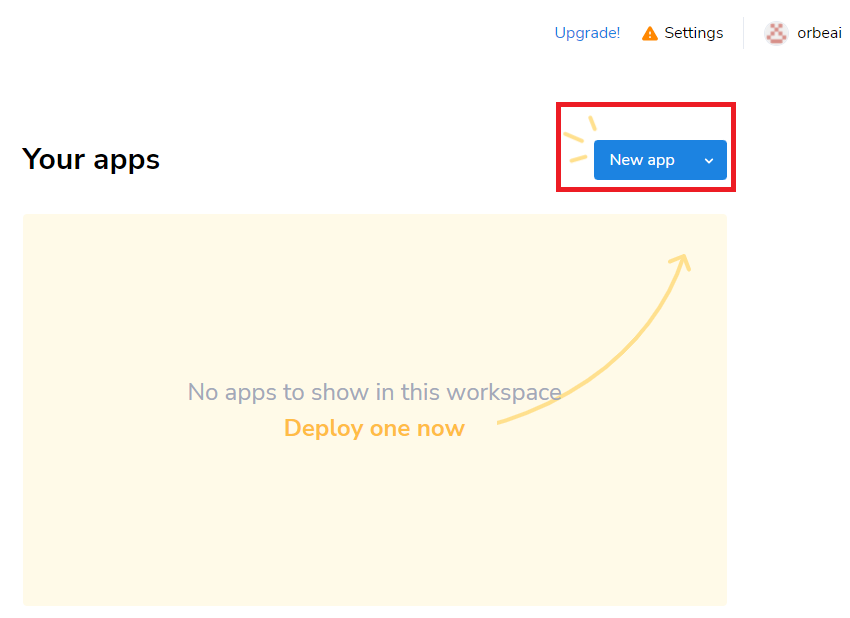 Upgrade! Settings orbeai
Your apps
New app
No apps to show in this workspace
Deploy one now